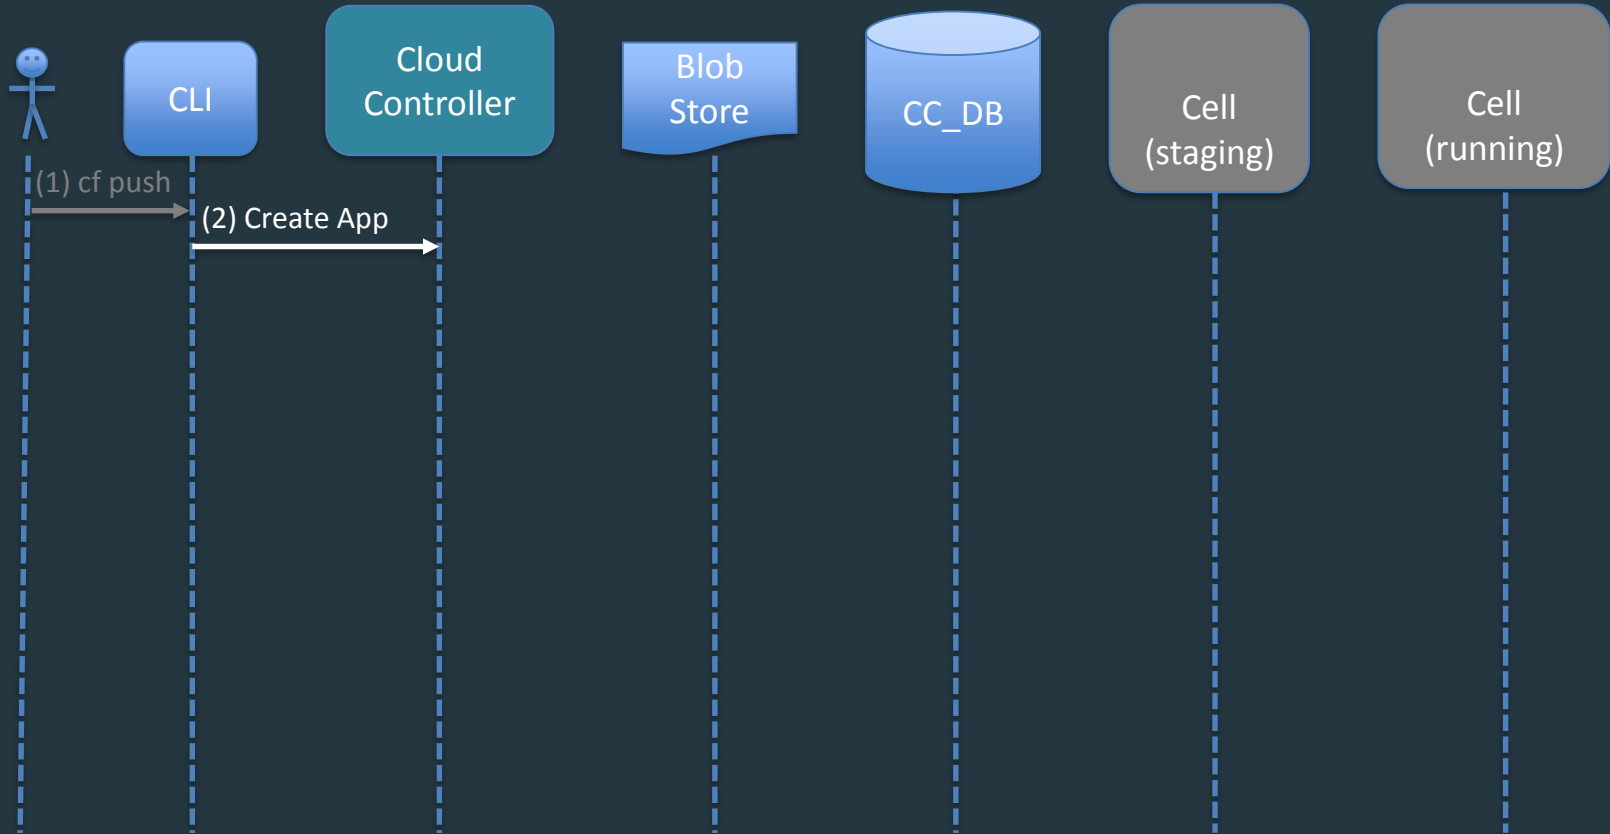 CLI
Cloud
Controller
Blob
Store
CC_DB
Cell
(staging)
Cell
(running)
(1) cf push
(2) Create App